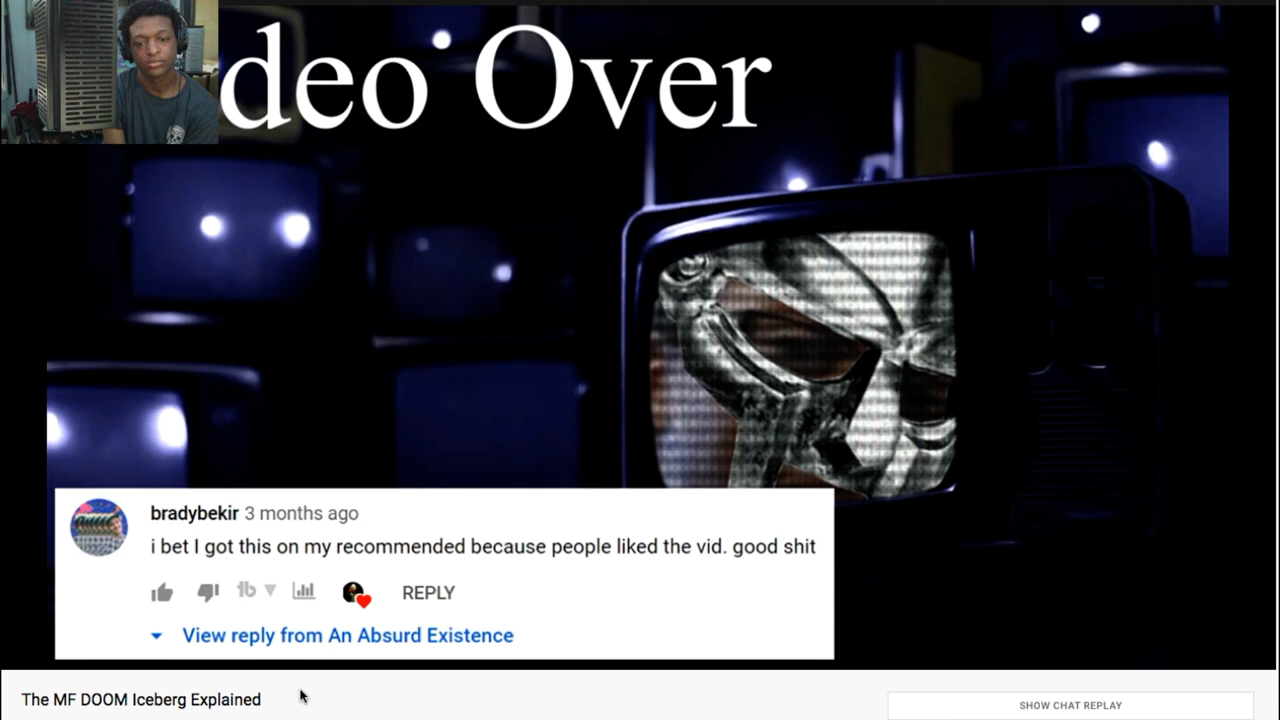 deo Over
bradybekir 3 months ago
i bet I got this on my recommended because people liked the vid. good shit
REPLY
View reply from An Absurd Existence
The MF DOOM Iceberg Explained
SHOW CHAT REPLAY